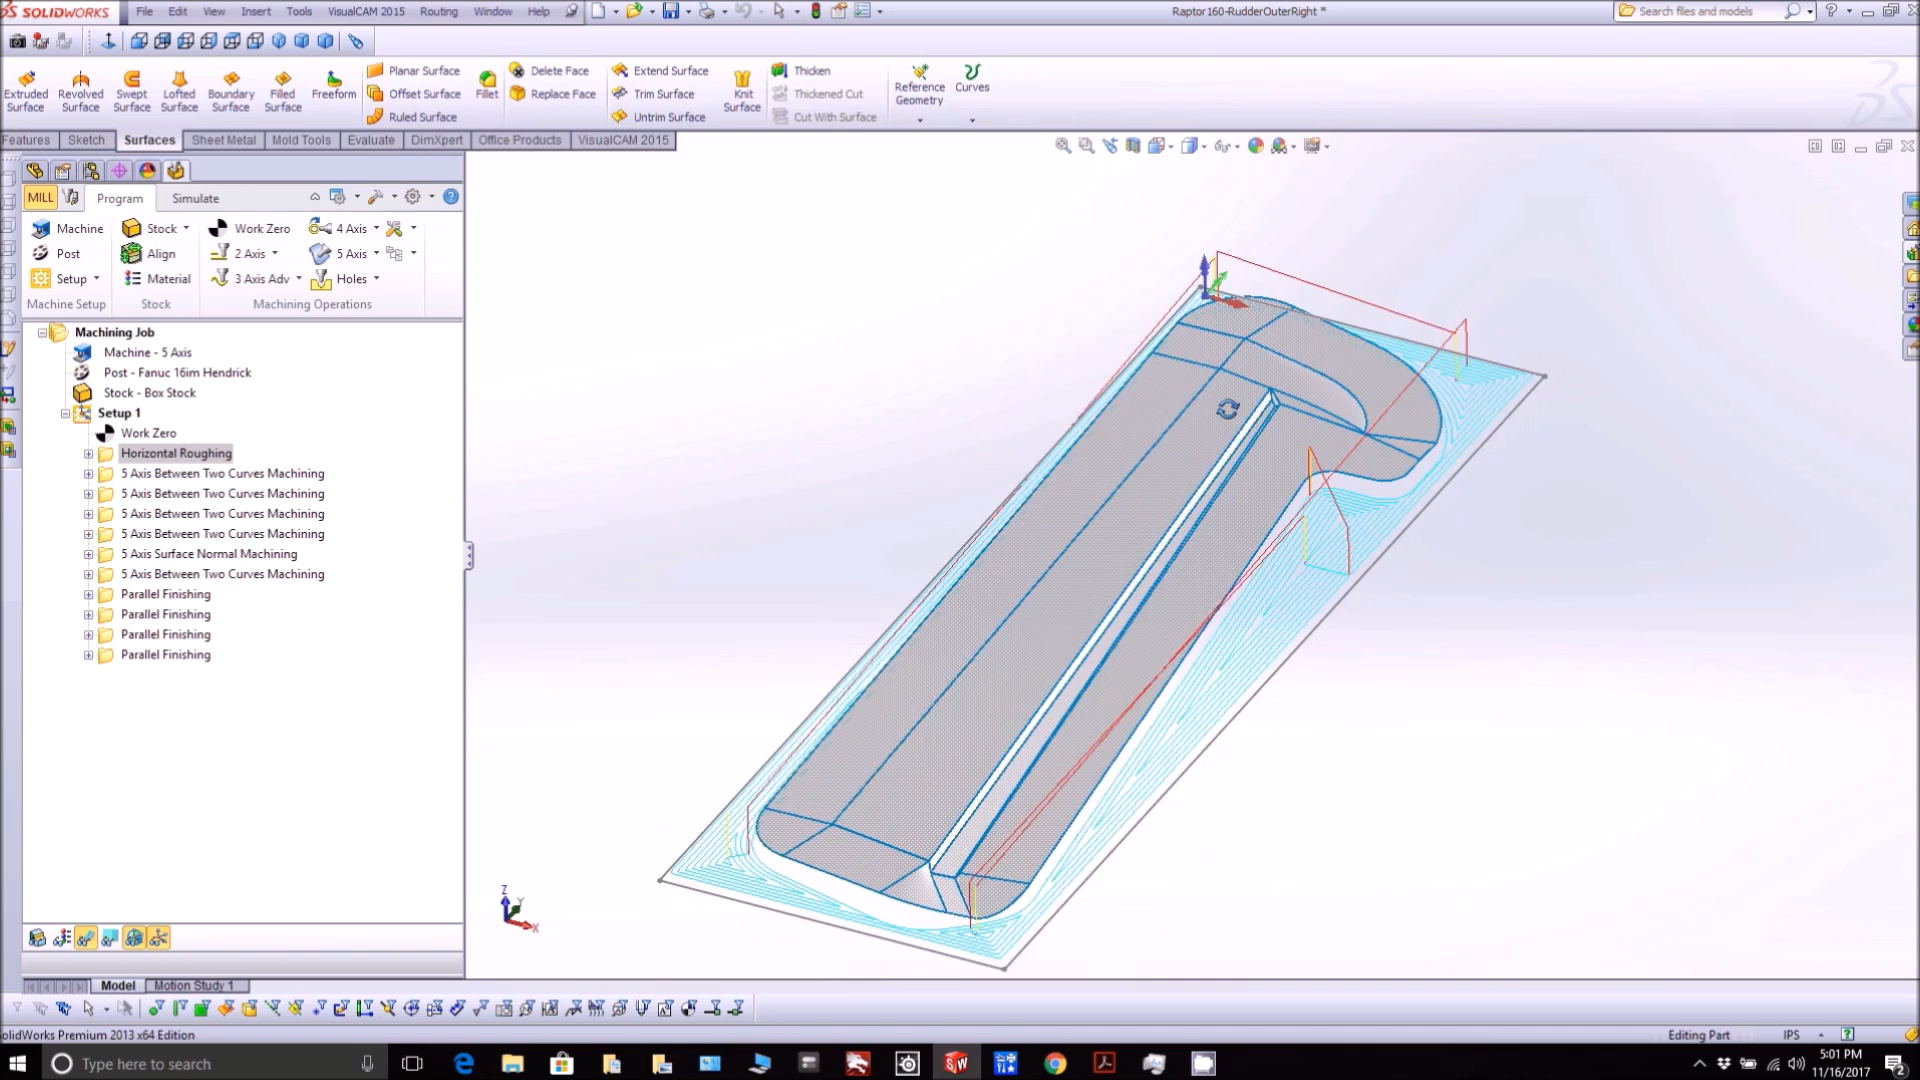 SOLIDWORKS File Edit View Insert Tools VisualCAM 2015 Routing Window Help Raptor160-RudderOuterRight * Search files and models
Extruded Surface
Revolved Surface
Swept Surface
Lofted Surface
Boundary Surface
Filled Surface
Freeform
Planar Surface
Offset Surface
Ruled Surface
Fillet
Delete Face
Replace Face
Extend Surface
Trim Surface
Untrim Surface
Knit Surface
Thicken
Thickened Cut
Cut With Surface
Reference Geometry
Curves
Features Sketch Surfaces Sheet Metal Mold Tools Evaluate DimXpert Office Products VisualCAM 2015
MILL Program Simulate
Machine Stock Work Zero 4 Axis
Post Align 2 Axis 5 Axis
Setup Material 3 Axis Adv Holes
Machine Setup Stock Machining Operations
Machining Job
Machine - 5 Axis
Post - Fanuc 16im Hendrick
Stock - Box Stock
Setup 1
Work Zero
Horizontal Roughing
5 Axis Between Two Curves Machining
5 Axis Between Two Curves Machining
5 Axis Between Two Curves Machining
5 Axis Between Two Curves Machining
5 Axis Surface Normal Machining
5 Axis Between Two Curves Machining
Parallel Finishing
Parallel Finishing
Parallel Finishing
Parallel Finishing
Z
Y
X
Model Motion Study 1
olidWorks Premium 2013 x64 Edition Editing Part IPS
Type here to search
5:01 PM
11/16/2017